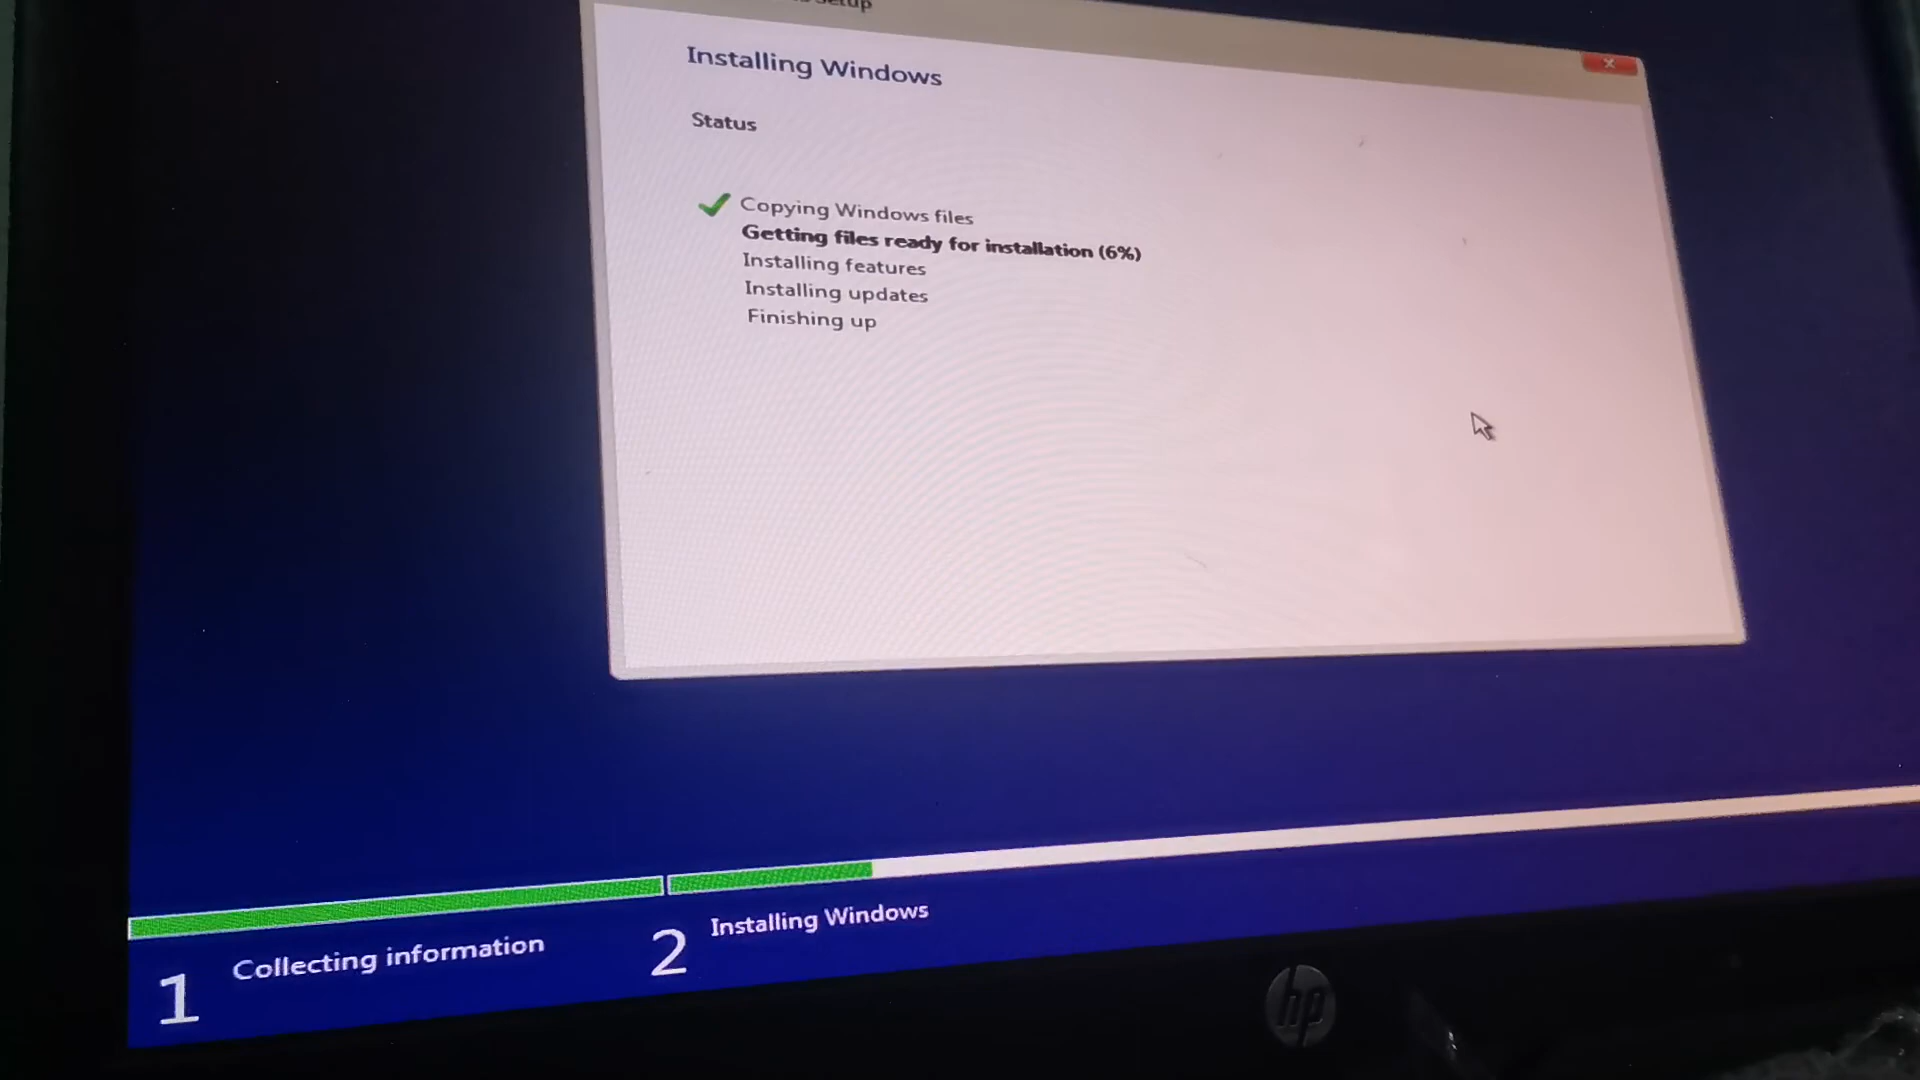 Installing Windows
Status
Copying Windows files
Getting files ready for installation (6%)
Installing features
Installing updates
Finishing up
1 Collecting information
2 Installing Windows
hp